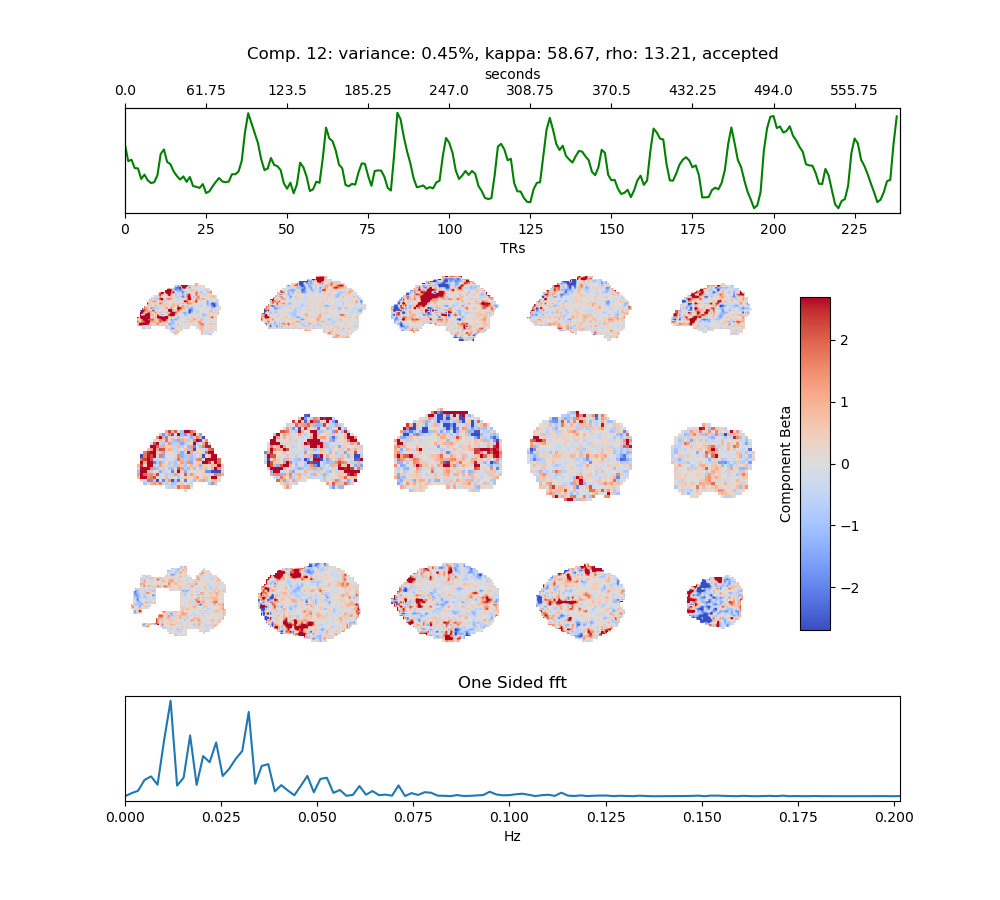 Comp. 12: variance: 0.45%, kappa: 58.67, rho: 13.21, accepted
seconds
0.0 61.75 123.5 185.25 247.0 308.75 370.5 432.25 494.0 555.75
0 25 50 75 100 125 150 175 200 225
TRs
2
1
0
−1
−2
Component Beta
One Sided fft
0.000 0.025 0.050 0.075 0.100 0.125 0.150 0.175 0.200
Hz